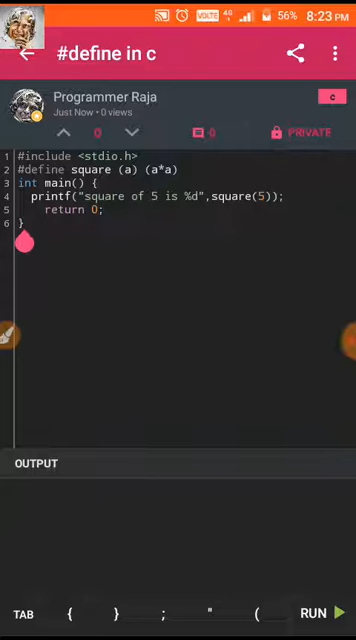 VOLTE 4G 56% 8:23 PM
#define in c
Programmer Raja
c
Just Now • 0 views
0
0
PRIVATE
1 #include <stdio.h>
2 #define square (a) (a*a)
3 int main() {
4 printf("square of 5 is %d",square(5));
5 return 0;
6 }
OUTPUT
TAB { } ; " ( RUN